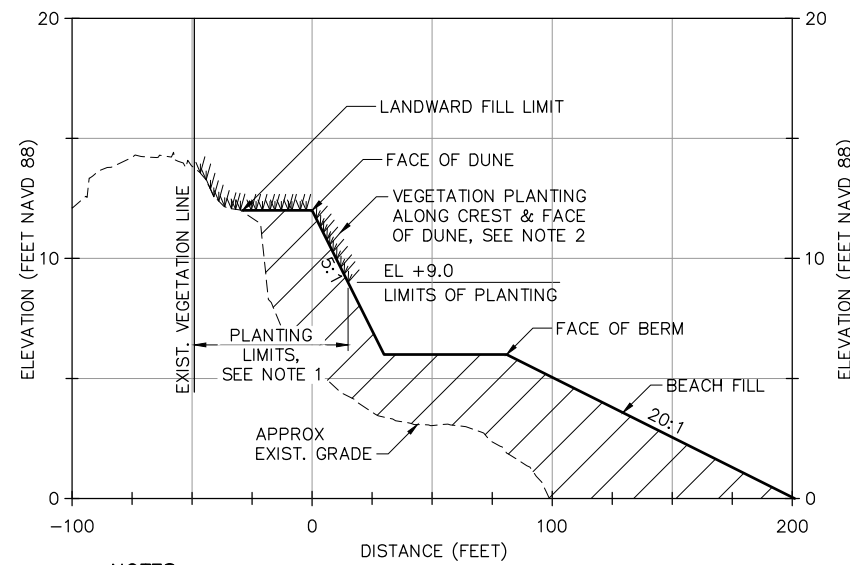 20
20
LANDWARD FILL LIMIT
FACE OF DUNE
VEGETATION PLANTING
ALONG CREST & FACE
OF DUNE, SEE NOTE 2
ELEVATION (FEET NAVD 88)
ELEVATION (FEET NAVD 88)
EXIST. VEGETATION LINE
10
10
5:1
EL +9.0
LIMITS OF PLANTING
PLANTING
LIMITS,
SEE NOTE 1
FACE OF BERM
BEACH FILL
20:1
APPROX
EXIST. GRADE
0
0
-100
0
100
200
DISTANCE (FEET)